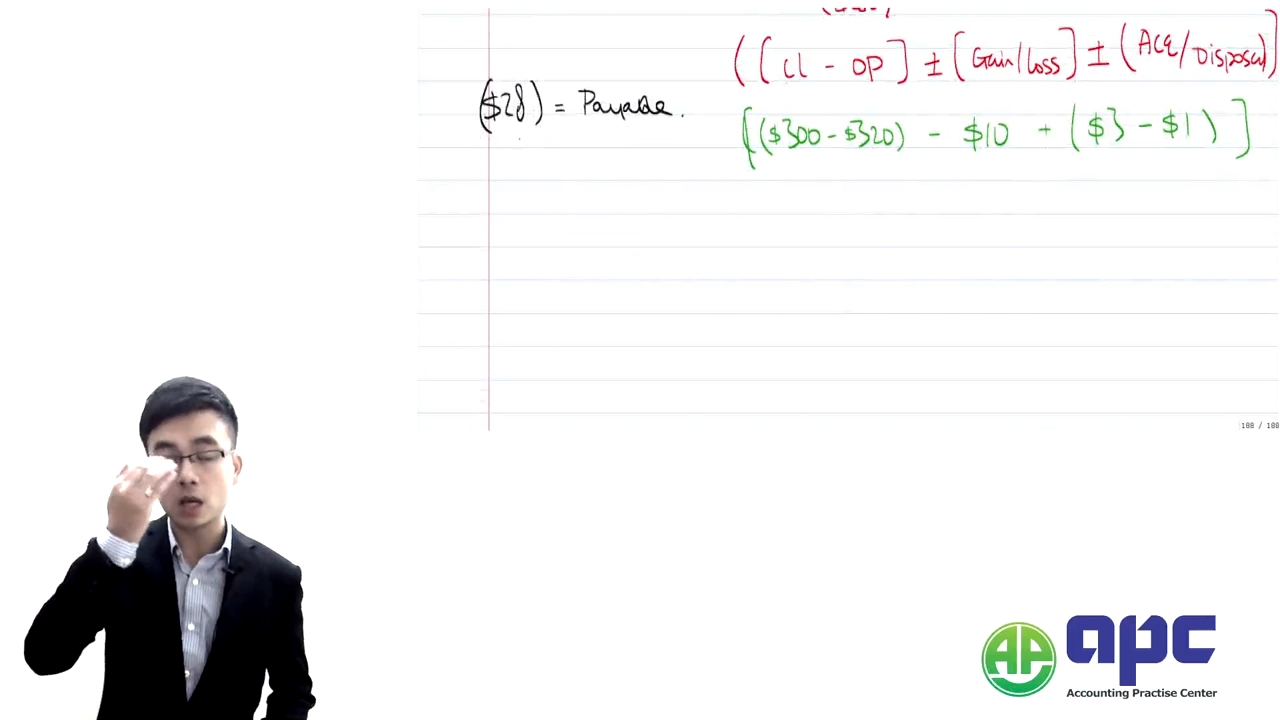 ([Cl - OP] ± [Gain/Loss] ± (Acq/Disposal)
($28) = Payable.
[($300 - $320) - $10 + ($3 - $1)]
188 / 188
AP
apc
Accounting Practise Center